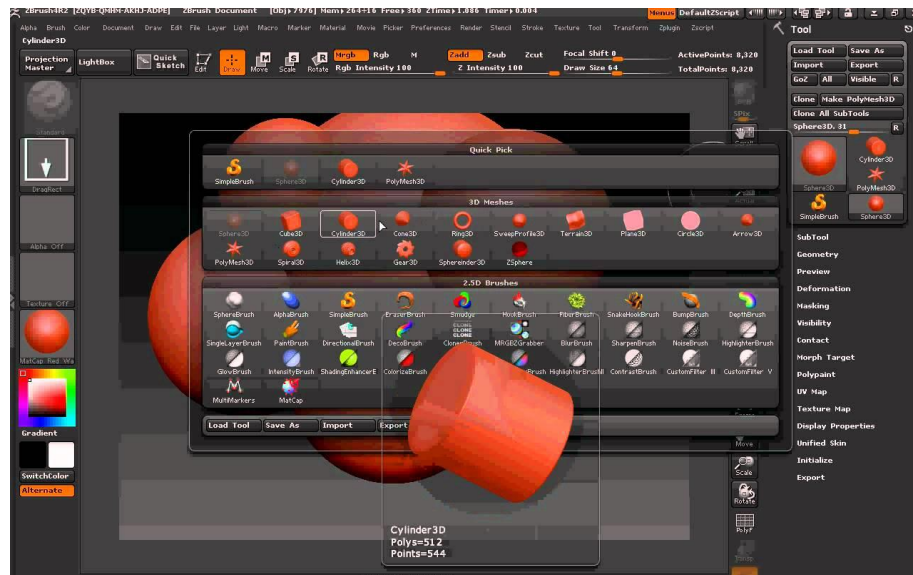 ZBrush4R2 [ZQYB-QMHM-AKHJ-ADPE] ZBrush Document [Obj▸7976] Mem▸264+16 Free▸360 ZTime▸1.086 Timer▸0.004 Menus DefaultZScript
Alpha Brush Color Document Draw Edit File Layer Light Macro Marker Material Movie Picker Preferences Render Stencil Stroke Texture Tool Transform Zplugin Zscript
Tool
Cylinder3D
Projection Master
LightBox
Quick Sketch
Edit Draw Move Scale Rotate
Mrgb Rgb M
Rgb Intensity 100
Zadd Zsub Zcut
Z Intensity 100
Focal Shift 0
Draw Size 64
ActivePoints: 8,320
TotalPoints: 8,320
Load Tool Save As
Import Export
GoZ All Visible R
Clone Make PolyMesh3D
Clone All SubTools
Sphere3D. 31 R
Sphere3D Cylinder3D
PolyMesh3D
SimpleBrush Sphere3D
SubTool
Geometry
Preview
Deformation
Masking
Visibility
Contact
Morph Target
Polypaint
UV Map
Texture Map
Display Properties
Unified Skin
Initialize
Export
Standard
DragRect
Alpha Off
Texture Off
MatCap Red Wa
Gradient
SwitchColor
Alternate
Quick Pick
SimpleBrush Sphere3D Cylinder3D PolyMesh3D
3D Meshes
Sphere3D Cube3D Cylinder3D Cone3D Ring3D SweepProfile3D Terrain3D Plane3D Circle3D Arrow3D
PolyMesh3D Spiral3D Helix3D Gear3D Sphereinder3D ZSphere
2.5D Brushes
SphereBrush AlphaBrush SimpleBrush EraserBrush Smudge HookBrush FiberBrush SnakeHookBrush BumpBrush DepthBrush
SingleLayerBrush PaintBrush DirectionalBrush DecoBrush ClonerBrush MRGBZGrabber BlurBrush SharpenBrush NoiseBrush HighlighterBrush
GlowBrush IntensityBrush ShadingEnhancerB ColorizeBrush HighlighterBrushII ContrastBrush CustomFilter III CustomFilter V
MultiMarkers MatCap
Load Tool Save As Import Export
Cylinder3D
Polys=512
Points=544
SPix
Scroll
Actual
Move
Scale
Rotate
PolyF